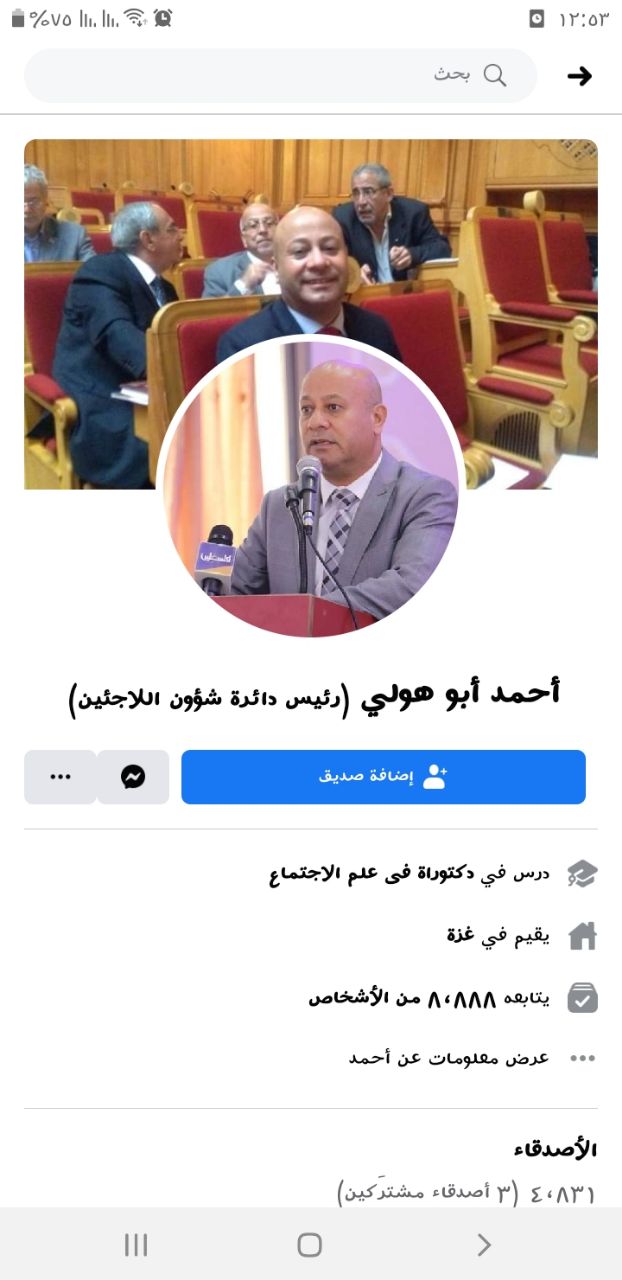 ١٢:٥٣
%٧٥
بحث
فلسطين
أحمد أبو هولي (رئيس دائرة شؤون اللاجئين)
إضافة صديق
درس في دكتوراة فى علم الاجتماع
يقيم في غزة
يتابعه ٨،٨٨٨ من الأشخاص
عرض معلومات عن أحمد
الأصدقاء
٤،٨٣١ (٣ أصدقاء مشتركين)